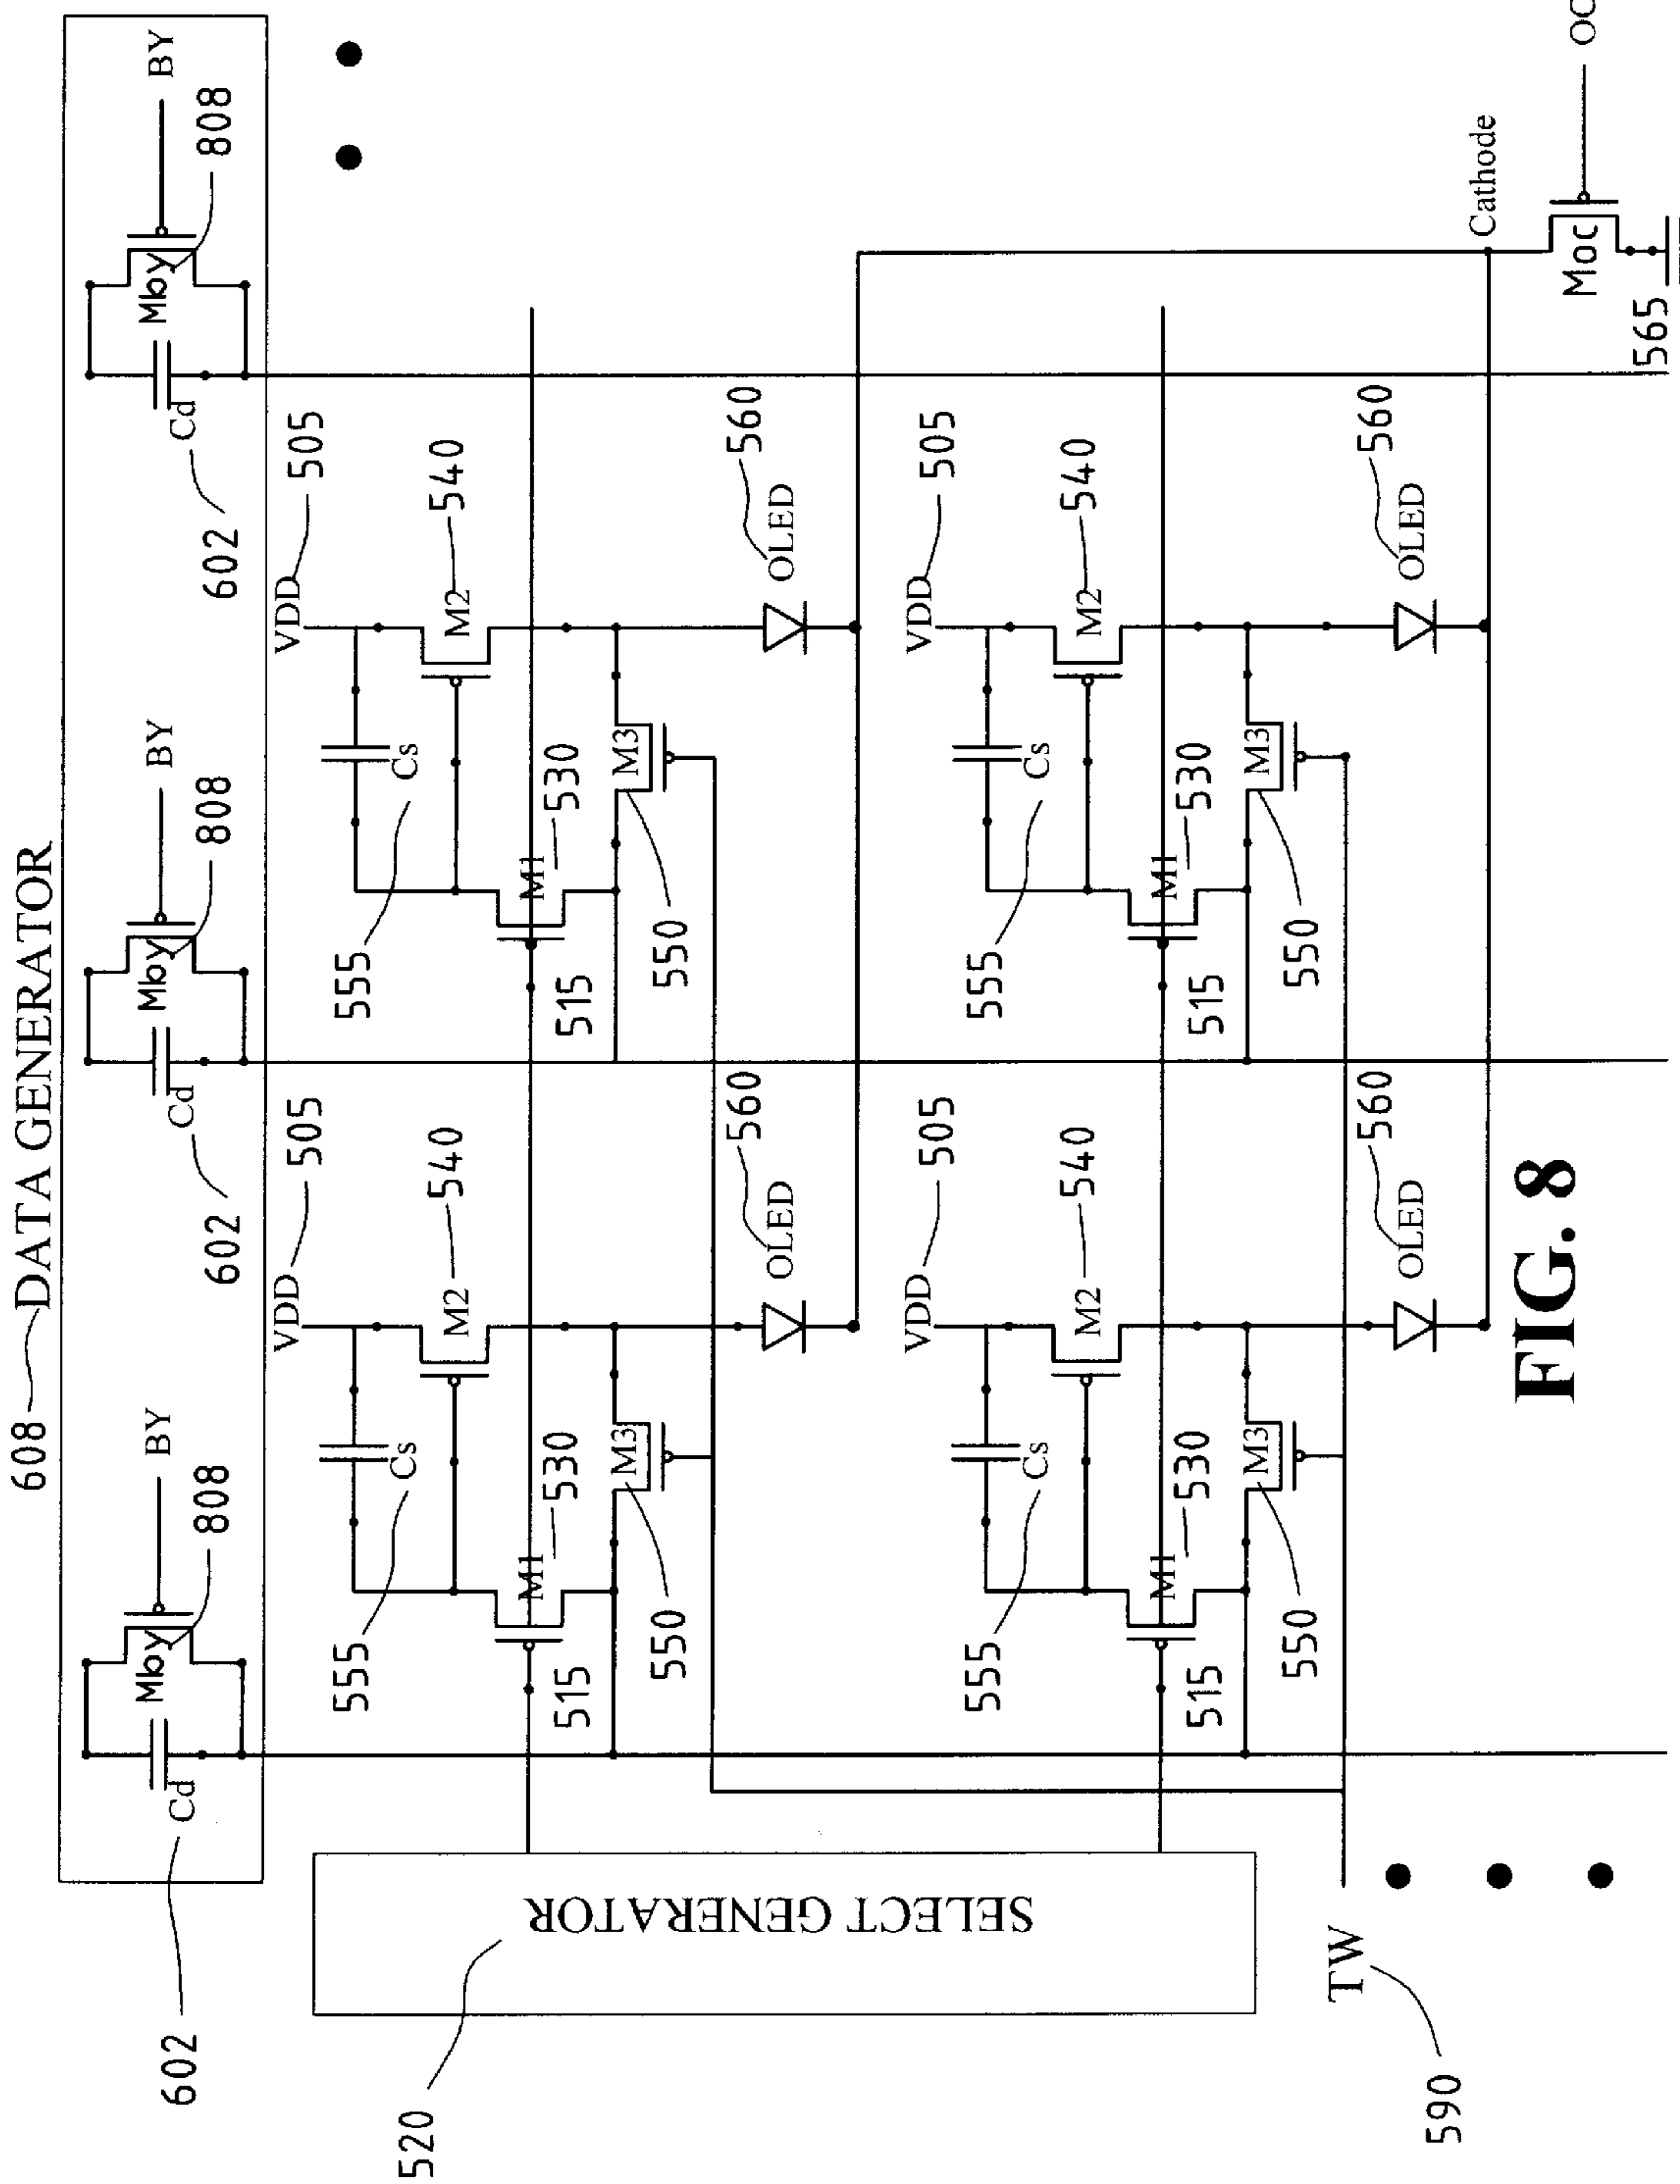 608 DATA GENERATOR
BY BY BY
Mby Mby Mby
808 808 808
Cd Cd Cd
602 602 602
VDD 505 VDD 505
555 Cs 555 Cs
M2 540 M2 540
M1 530 M1 530
515 515
M3 M3
550 550
560 560
OLED OLED
520 SELECT GENERATOR
VDD 505 VDD 505
555 Cs 555 Cs
M2 540 M2 540
M1 530 M1 530
515 515
M3 M3
550 550
560 560
OLED OLED
TW
590
Cathode
Moc OC
565
FIG. 8